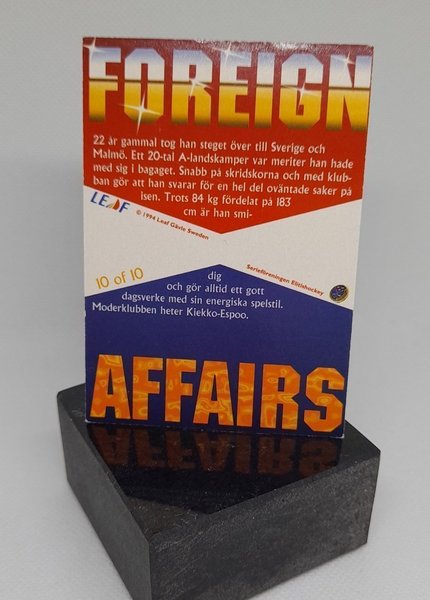 FOREIGN
22 år gammal tog han steget över till Sverige och
Malmö. Ett 20-tal A-landskamper var meriter han hade
med sig i bagaget. Snabb på skridskorna och med klub-
ban gör att han svarar för en hel del oväntade saker på
isen. Trots 84 kg fördelat på 183
cm är han smi-
LEAF
© 1994 Leaf Gävle Sweden
Serieföreningen Elitishockey
10 of 10
dig
och gör alltid ett gott
dagsverke med sin energiska spelstil.
Moderklubben heter Kiekko-Espoo.
AFFAIRS